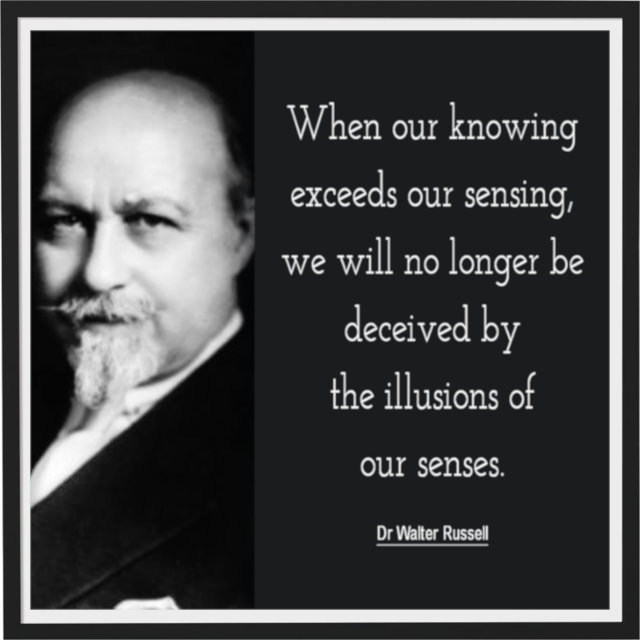 When our knowing
exceeds our sensing,
we will no longer be
deceived by
the illusions of
our senses.
Dr Walter Russell